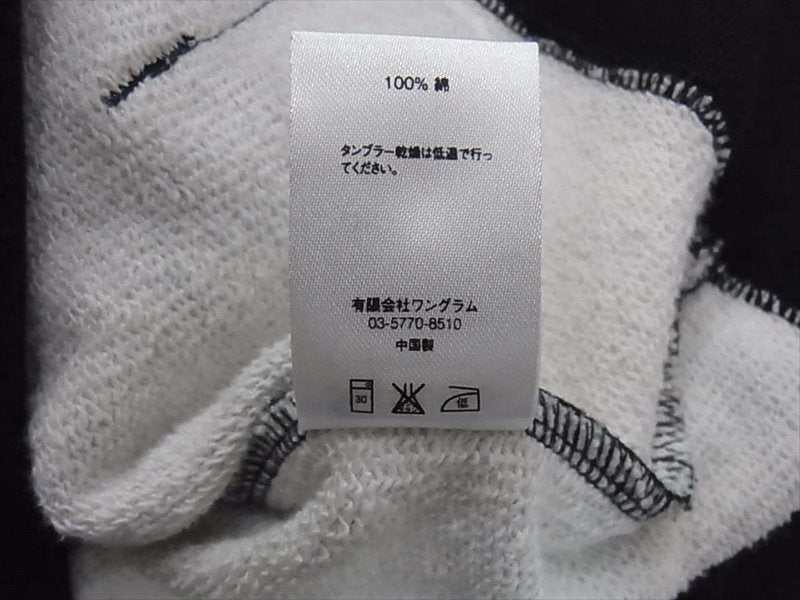 100% 綿
タンブラー乾燥は低温で行っ
てください。
有限会社ワングラム
03-5770-8510
中国製
30 低